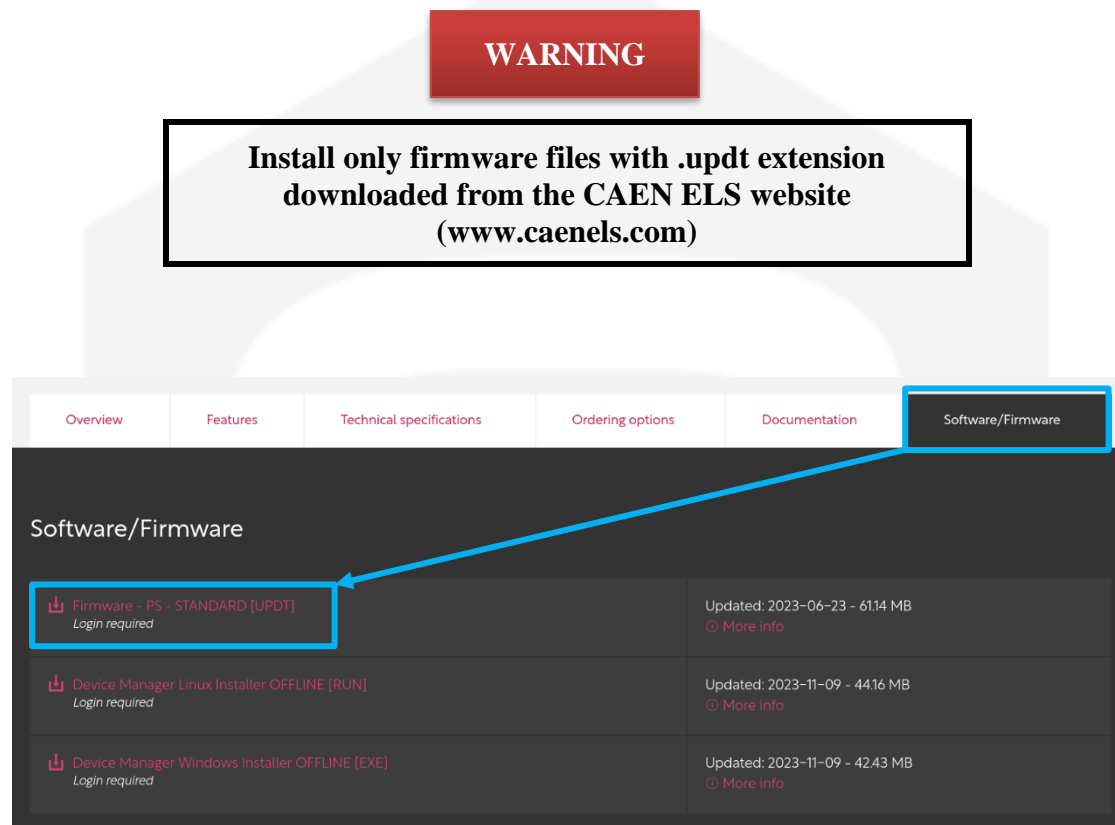 WARNING
Install only firmware files with .updt extension
downloaded from the CAEN ELS website
(www.caenels.com)
Overview Features Technical specifications Ordering options Documentation Software/Firmware
Software/Firmware
Firmware - PS - STANDARD [UPDT]
Login required
Updated: 2023-06-23 - 61.14 MB
More info
Device Manager Linux Installer OFFLINE [RUN]
Login required
Updated: 2023-11-09 - 44.16 MB
More info
Device Manager Windows Installer OFFLINE [EXE]
Login required
Updated: 2023-11-09 - 42.43 MB
More info